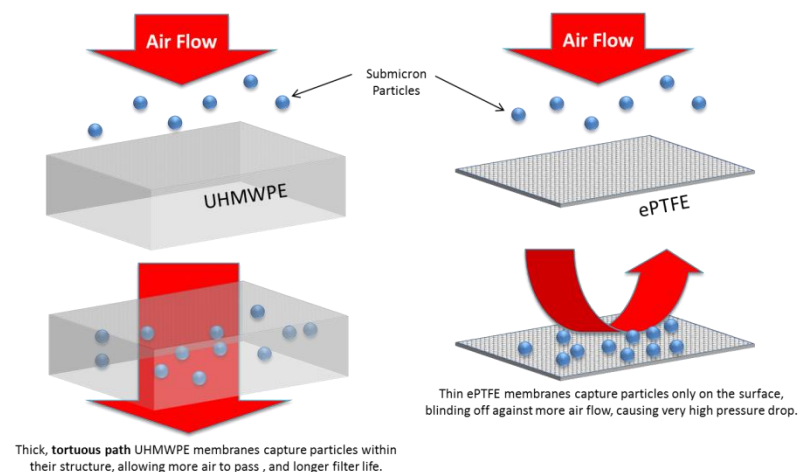 Air Flow
Air Flow
Submicron
Particles
UHMWPE
ePTFE
Thin ePTFE membranes capture particles only on the surface,
blinding off against more air flow, causing very high pressure drop.
Thick, tortuous path UHMWPE membranes capture particles within
their structure, allowing more air to pass , and longer filter life.